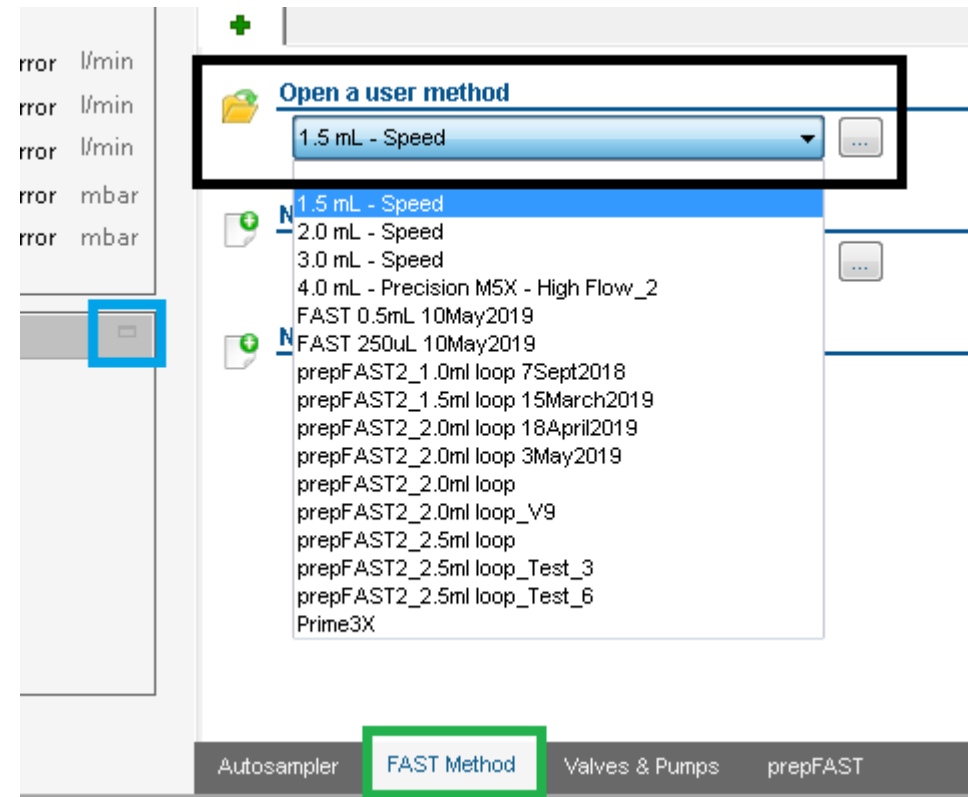 rror l/min
rror l/min
rror l/min
rror mbar
rror mbar
Open a user method
1.5 mL - Speed
...
1.5 mL - Speed
2.0 mL - Speed
3.0 mL - Speed
...
4.0 mL - Precision M5X - High Flow_2
FAST 0.5mL 10May2019
FAST 250uL 10May2019
prepFAST2_1.0ml loop 7Sept2018
prepFAST2_1.5ml loop 15March2019
prepFAST2_2.0ml loop 18April2019
prepFAST2_2.0ml loop 3May2019
prepFAST2_2.0ml loop
prepFAST2_2.0ml loop_V9
prepFAST2_2.5ml loop
prepFAST2_2.5ml loop_Test_3
prepFAST2_2.5ml loop_Test_6
Prime3X
Autosampler FAST Method Valves & Pumps prepFAST